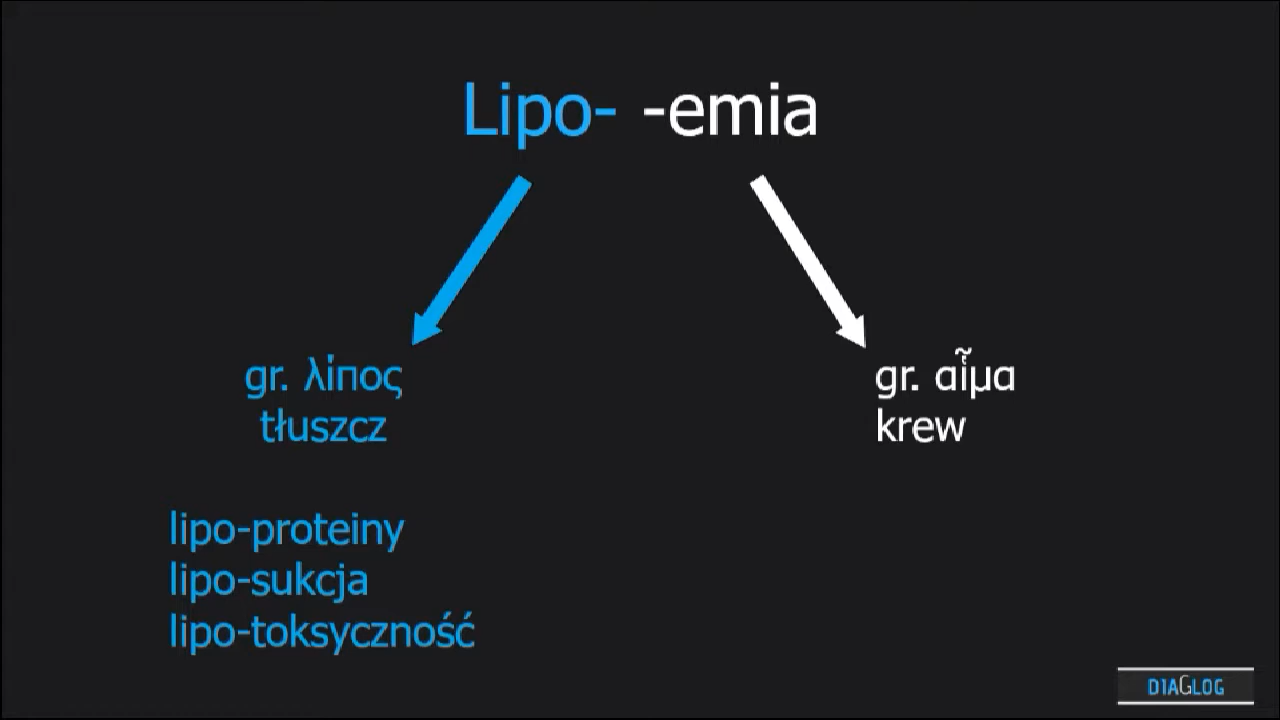 Lipo- -emia
gr. λίπος
tłuszcz
gr. αἷμα
krew
lipo-proteiny
lipo-sukcja
lipo-toksyczność
DIAGLOG